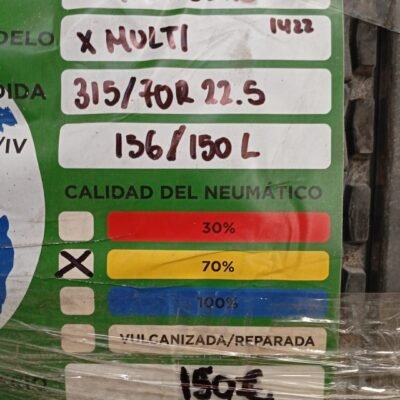 DELO X MULTI 1422
DIDA 315/70R 22.5
/IV 156/150 L
CALIDAD DEL NEUMÁTICO
30%
X 70%
100%
VULCANIZADA/REPARADA
150€